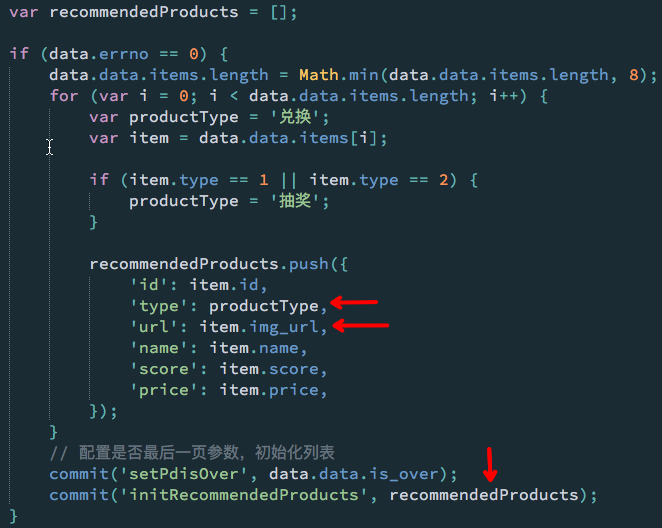 var recommendedProducts = [];
if (data.errno == 0) {
data.data.items.length = Math.min(data.data.items.length, 8);
for (var i = 0; i < data.data.items.length; i++) {
var productType = '兑换';
var item = data.data.items[i];
if (item.type == 1 || item.type == 2) {
productType = '抽奖';
}
recommendedProducts.push({
'id': item.id,
'type': productType,
'url': item.img_url,
'name': item.name,
'score': item.score,
'price': item.price,
});
}
// 配置是否最后一页参数，初始化列表
commit('setPdisOver', data.data.is_over);
commit('initRecommendedProducts', recommendedProducts);
}